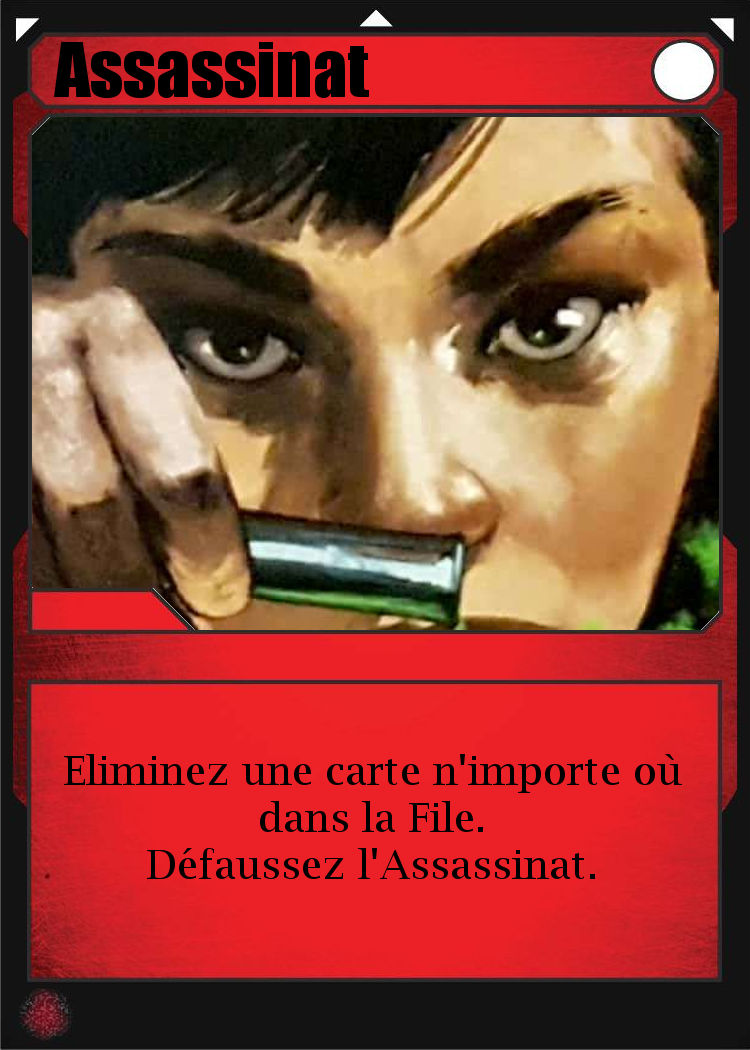 Assassinat
Eliminez une carte n'importe où
dans la File.
Défaussez l'Assassinat.